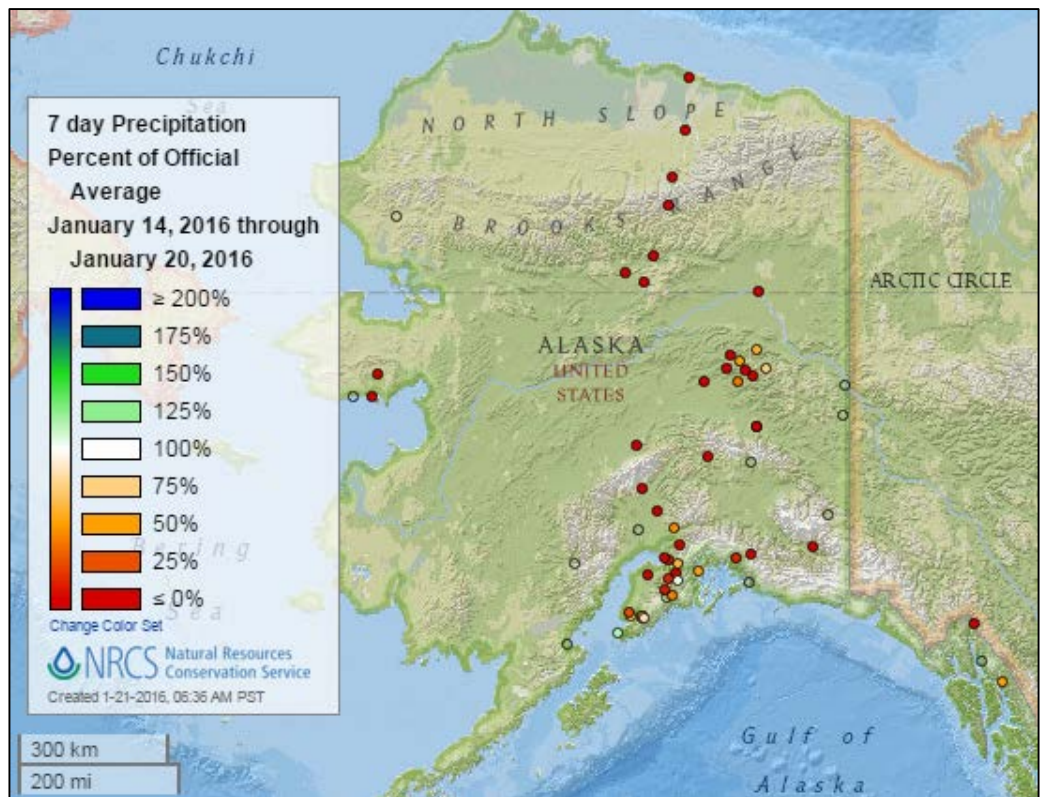 Chukchi
Sea
NORTH SLOPE
BROOKS RANGE
ARCTIC CIRCLE
ALASKA
UNITED
STATES
Bering
Sea
Gulf of
Alaska
7 day Precipitation
Percent of Official
Average
January 14, 2016 through
January 20, 2016
≥ 200%
175%
150%
125%
100%
75%
50%
25%
≤ 0%
Change Color Set
NRCS Natural Resources
Conservation Service
Created 1-21-2016, 06:36 AM PST
300 km
200 mi